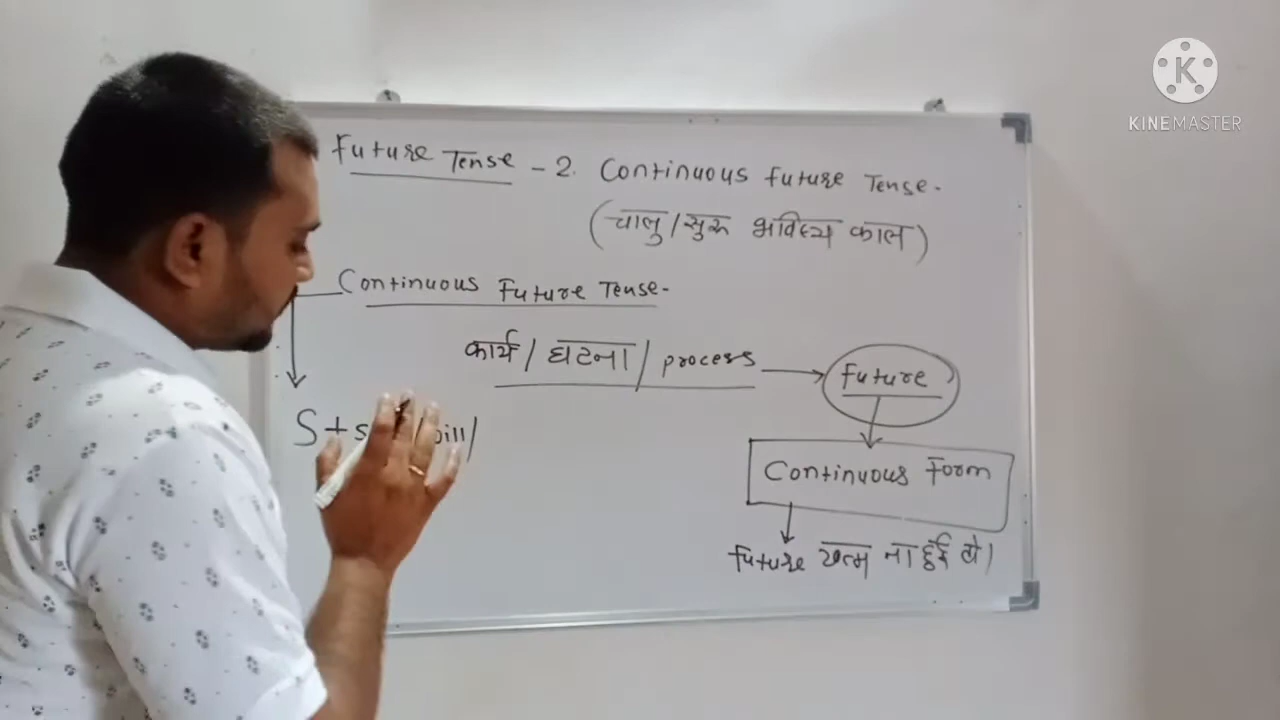 KINEMASTER
Future Tense - 2. Continuous Future Tense.
(चालु/सुरू भविष्य काल)
Continuous Future Tense.
कार्य / घटना / process → future
S +
Continuous Form
future खत्म ना हुई हो।